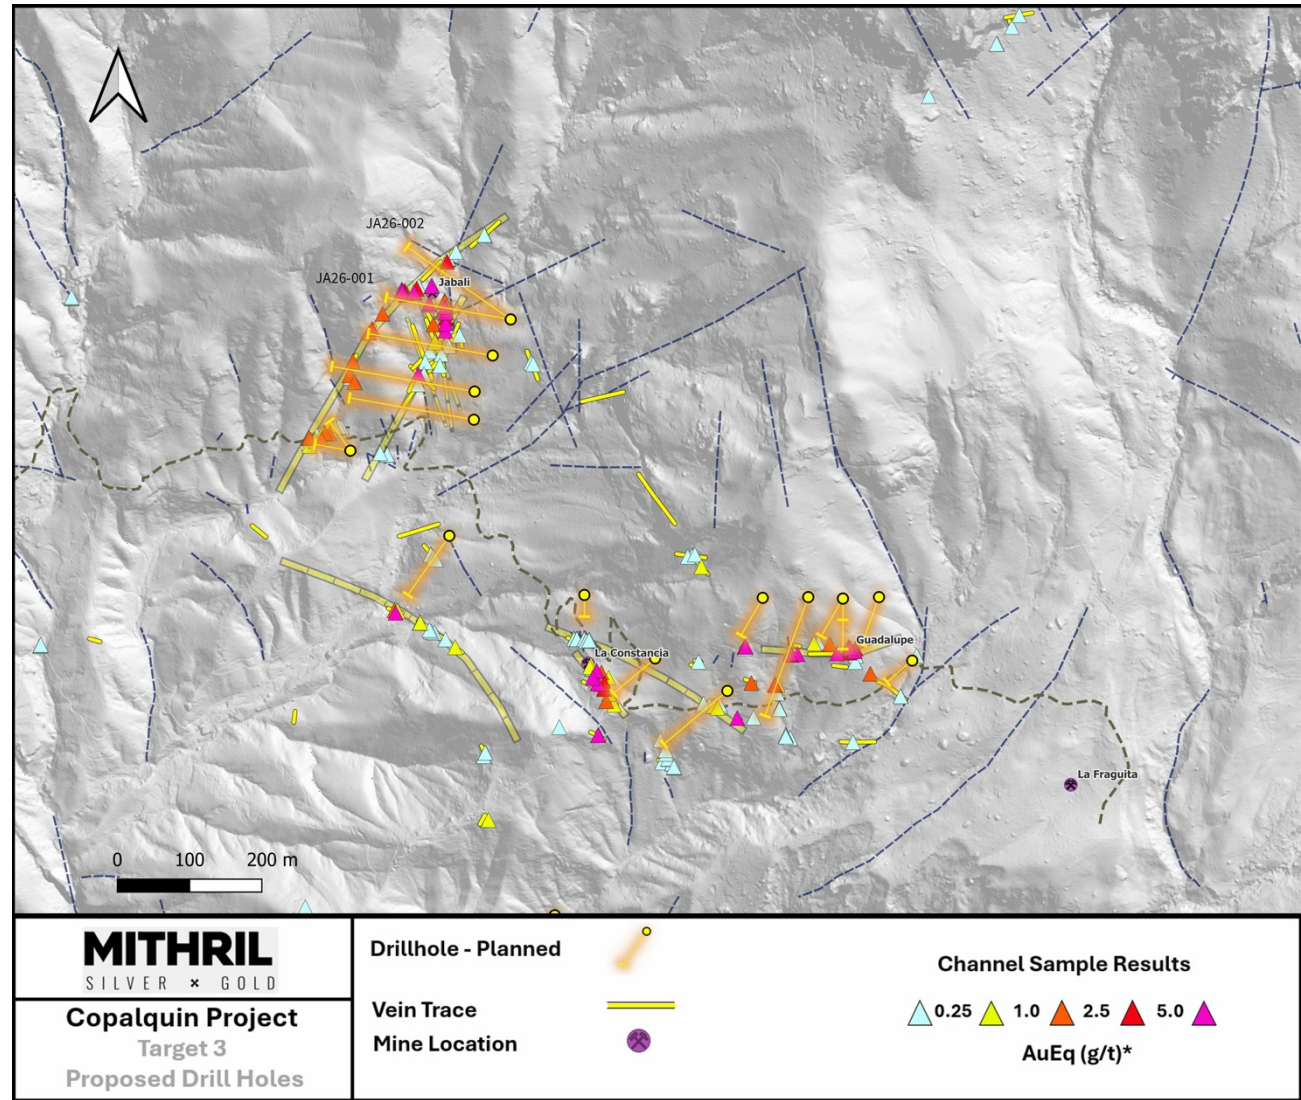 JA26-002
JA26-001
Jabali
Guadalupe
La Constancia
La Fraguita
0 100 200 m
MITHRIL
SILVER × GOLD
Copalquin Project
Target 3
Proposed Drill Holes
Drillhole - Planned
Vein Trace
Mine Location
Channel Sample Results
0.25 1.0 2.5 5.0
AuEq (g/t)*